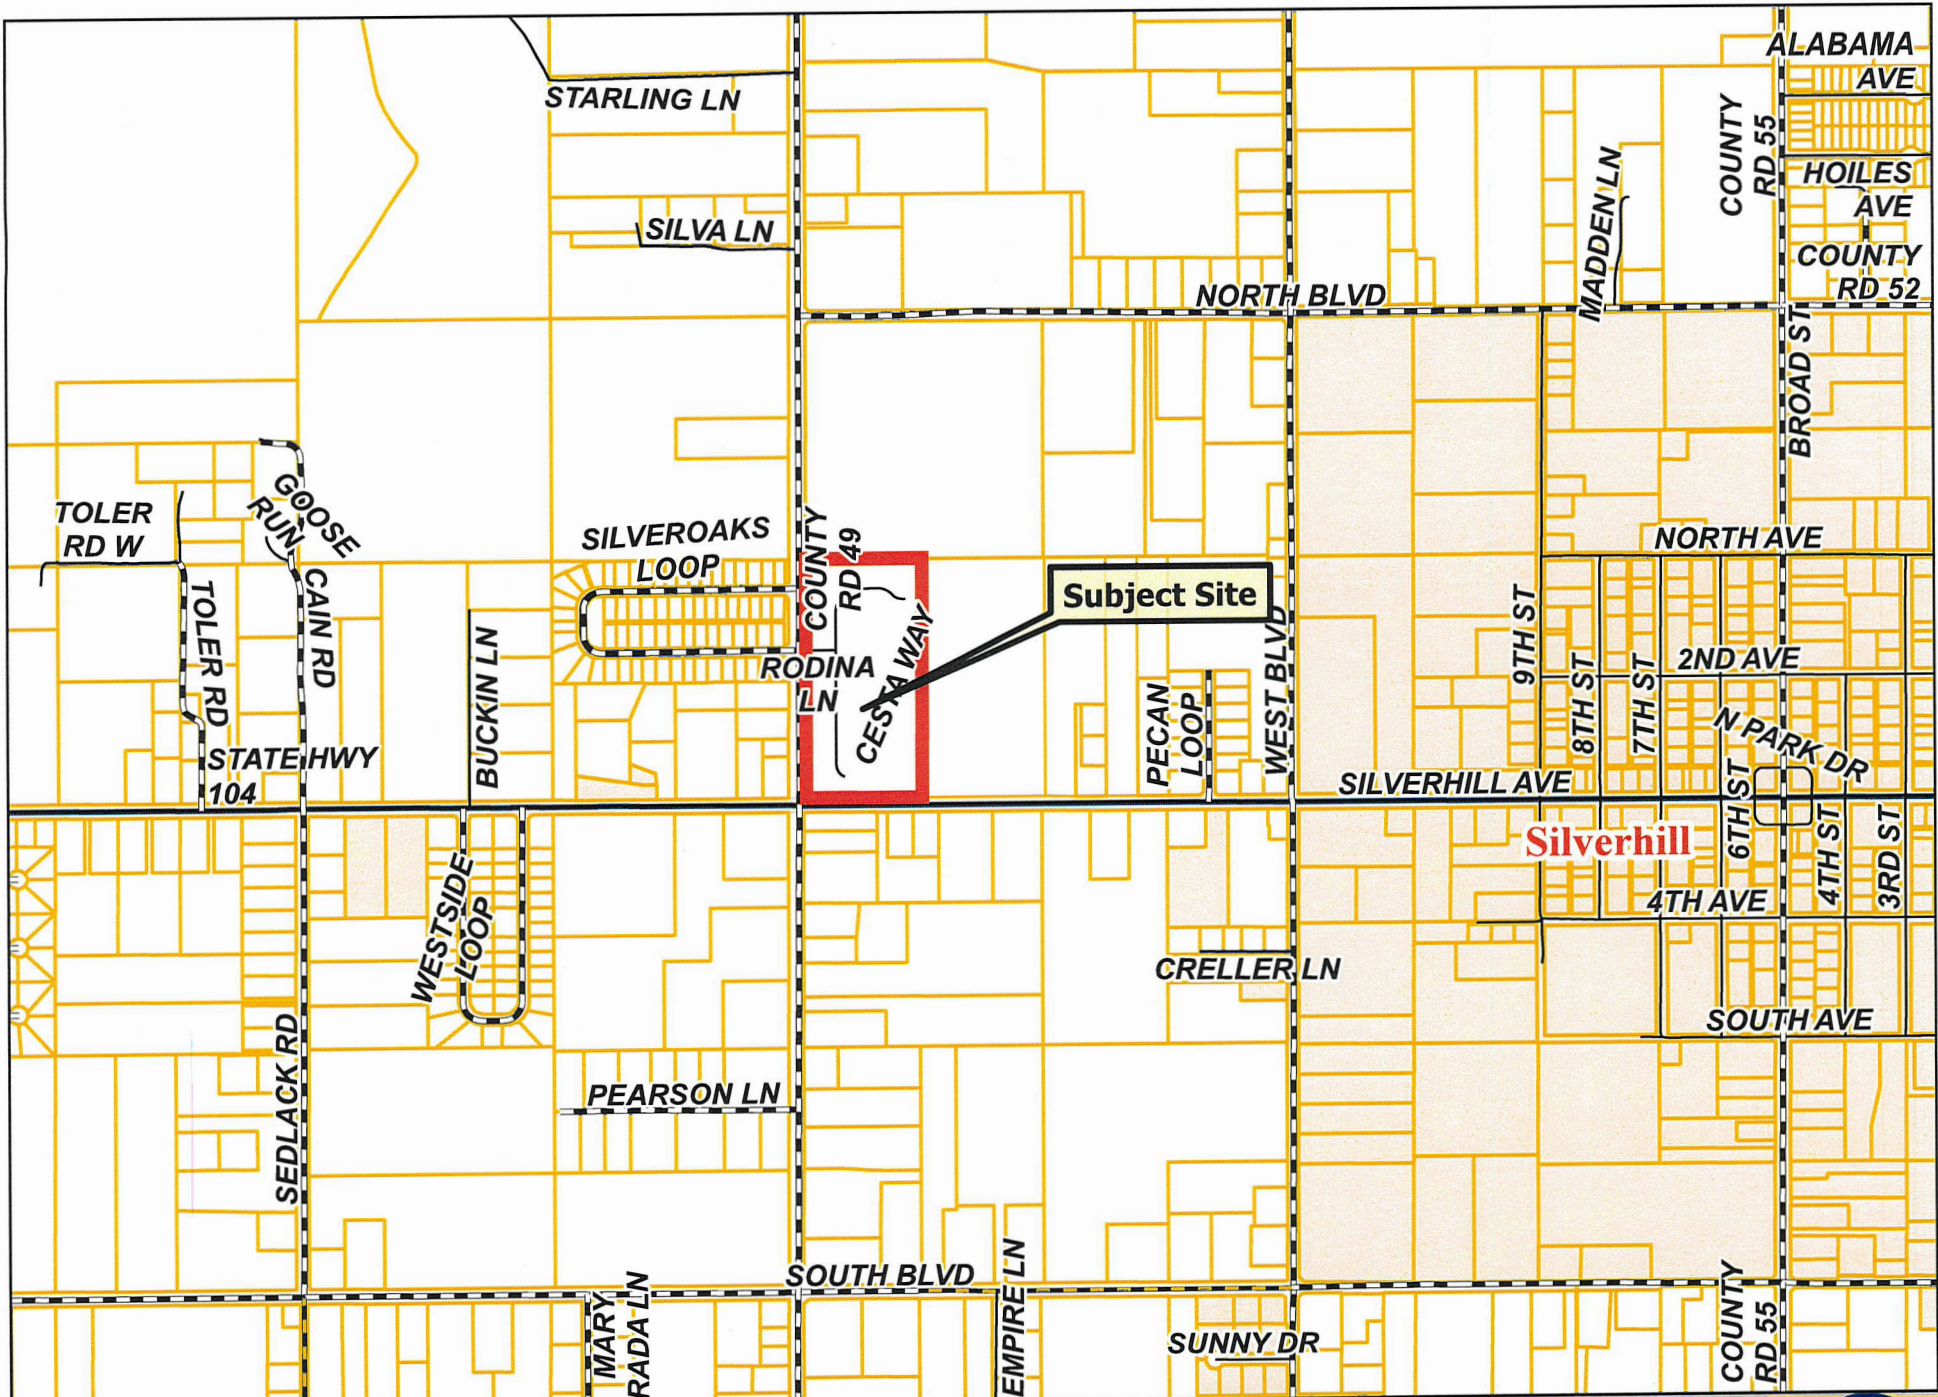 ALABAMA
AVE
STARLING LN
COUNTY
RD 55
HOILES
AVE
MADDEN LN
SILVA LN
COUNTY
RD 52
NORTH BLVD
BROAD ST
GOOSE
RUN
TOLER
RD W
SILVEROAKS
LOOP
COUNTY
RD 49
NORTH AVE
Subject Site
TOLER RD
CAIN RD
BUCKIN LN
RODINA
LN
CESTA WAY
PECAN
LOOP
WEST BLVD
9TH ST
8TH ST
7TH ST
2ND AVE
N PARK DR
STATE HWY
104
SILVERHILL AVE
6TH ST
Silverhill
4TH ST
3RD ST
WESTSIDE
LOOP
4TH AVE
CRELLER LN
SOUTH AVE
SEDLACK RD
PEARSON LN
SOUTH BLVD
MARY
RADA LN
EMPIRE LN
SUNNY DR
COUNTY
RD 55